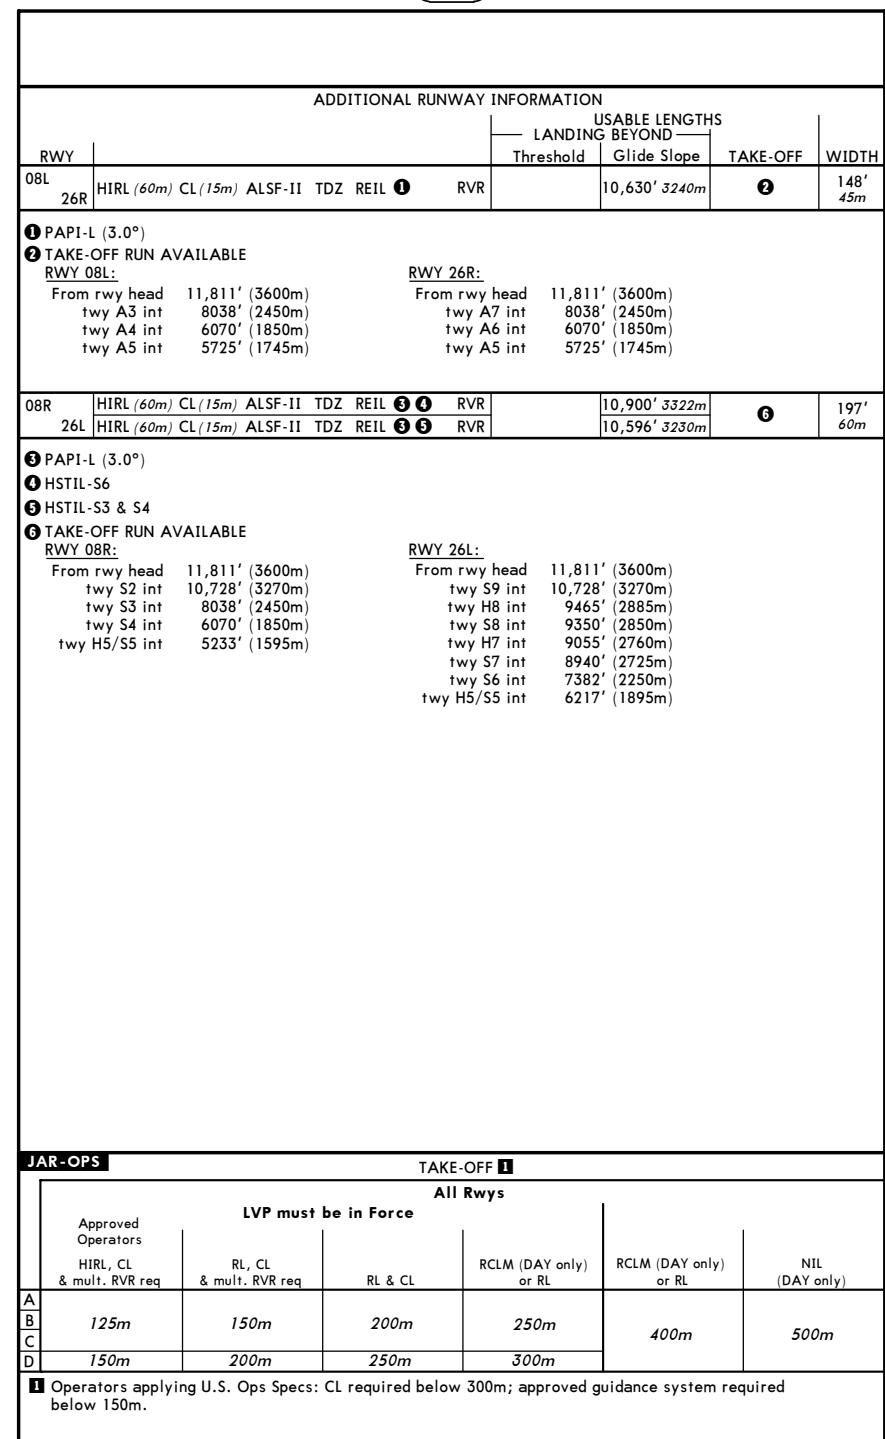 ADDITIONAL RUNWAY INFORMATION
USABLE LENGTHS
LANDING BEYOND
RWY Threshold Glide Slope TAKE-OFF WIDTH
08L 26R HIRL (60m) CL (15m) ALSF-II TDZ REIL ❶ RVR 10,630' 3240m ❷ 148' 45m
❶ PAPI-L (3.0°)
❷ TAKE-OFF RUN AVAILABLE
RWY 08L: RWY 26R:
From rwy head 11,811' (3600m) From rwy head 11,811' (3600m)
twy A3 int 8038' (2450m) twy A7 int 8038' (2450m)
twy A4 int 6070' (1850m) twy A6 int 6070' (1850m)
twy A5 int 5725' (1745m) twy A5 int 5725' (1745m)
08R HIRL (60m) CL (15m) ALSF-II TDZ REIL ❸ ❹ RVR 10,900' 3322m ❻ 197' 60m
26L HIRL (60m) CL (15m) ALSF-II TDZ REIL ❸ ❺ RVR 10,596' 3230m
❸ PAPI-L (3.0°)
❹ HSTIL-S6
❺ HSTIL-S3 & S4
❻ TAKE-OFF RUN AVAILABLE
RWY 08R: RWY 26L:
From rwy head 11,811' (3600m) From rwy head 11,811' (3600m)
twy S2 int 10,728' (3270m) twy S9 int 10,728' (3270m)
twy S3 int 8038' (2450m) twy H8 int 9465' (2885m)
twy S4 int 6070' (1850m) twy S8 int 9350' (2850m)
twy H5/S5 int 5233' (1595m) twy H7 int 9055' (2760m)
twy S7 int 8940' (2725m)
twy S6 int 7382' (2250m)
twy H5/S5 int 6217' (1895m)
JAR-OPS TAKE-OFF 1
All Rwys
LVP must be in Force
Approved
Operators
HIRL, CL RL, CL RL & CL RCLM (DAY only) RCLM (DAY only) NIL
& mult. RVR req & mult. RVR req or RL or RL (DAY only)
A
B 125m 150m 200m 250m 400m 500m
C
D 150m 200m 250m 300m
1 Operators applying U.S. Ops Specs: CL required below 300m; approved guidance system required
below 150m.